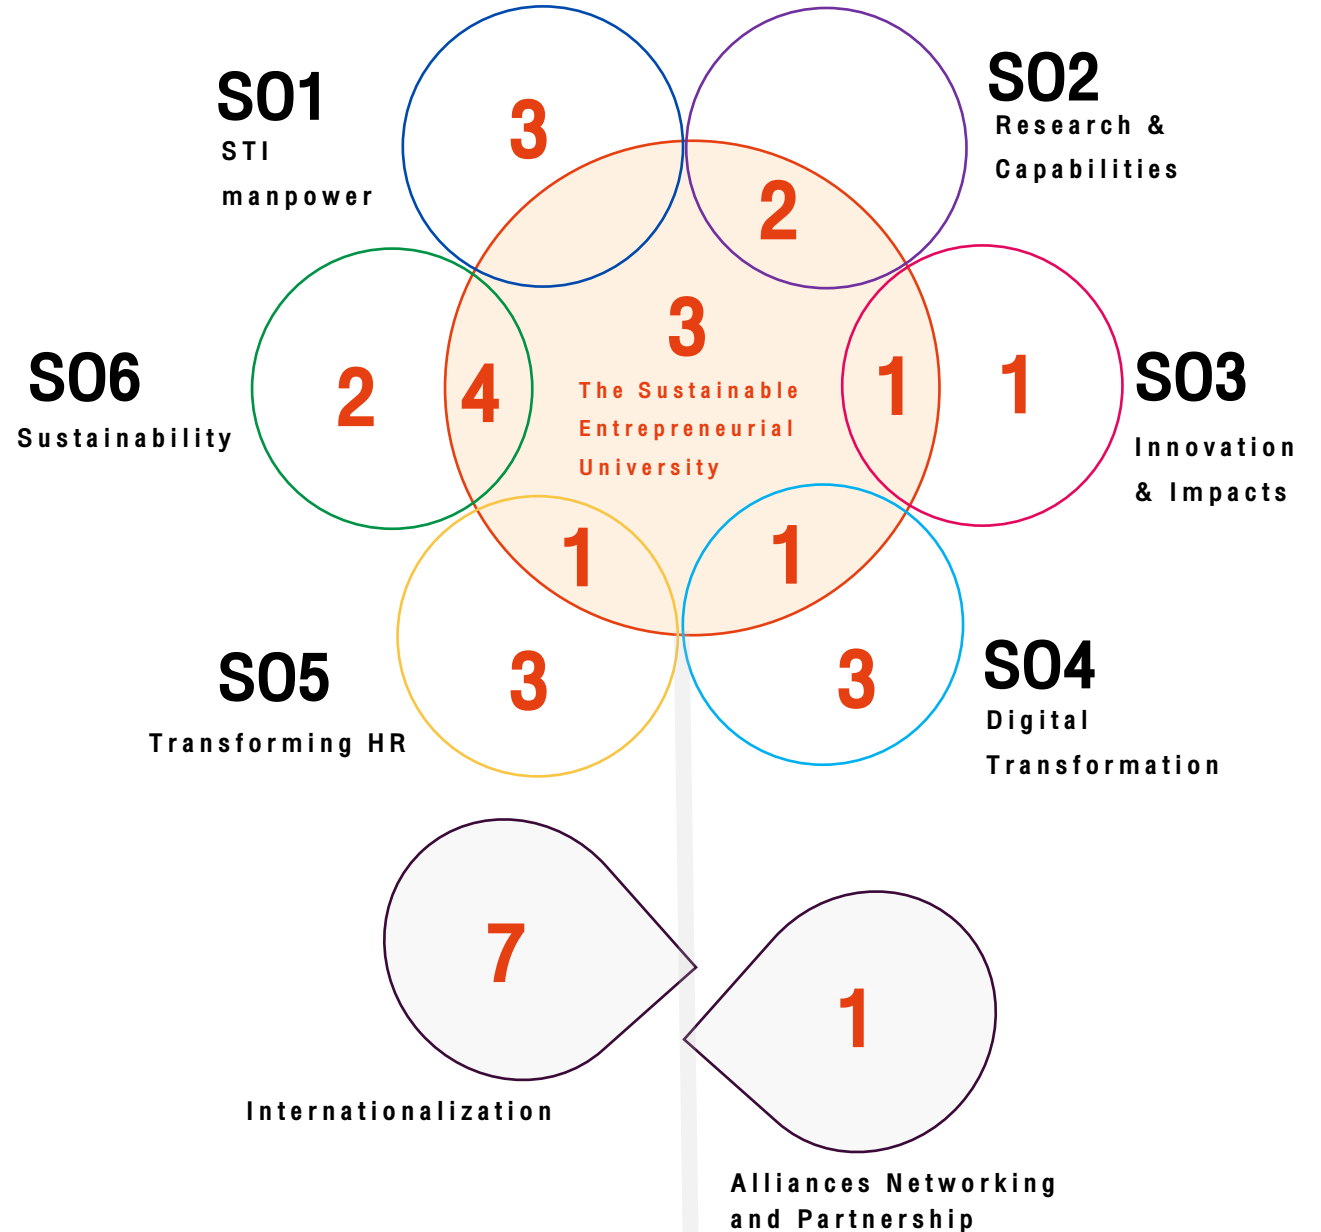 SO1
STI
manpower
3
SO2
Research &
Capabilities
2
3
The Sustainable
Entrepreneurial
University
SO6
Sustainability
2
4
1
1
SO3
Innovation
& Impacts
1
1
SO5
Transforming HR
3
3
SO4
Digital
Transformation
7
Internationalization
1
Alliances Networking
and Partnership